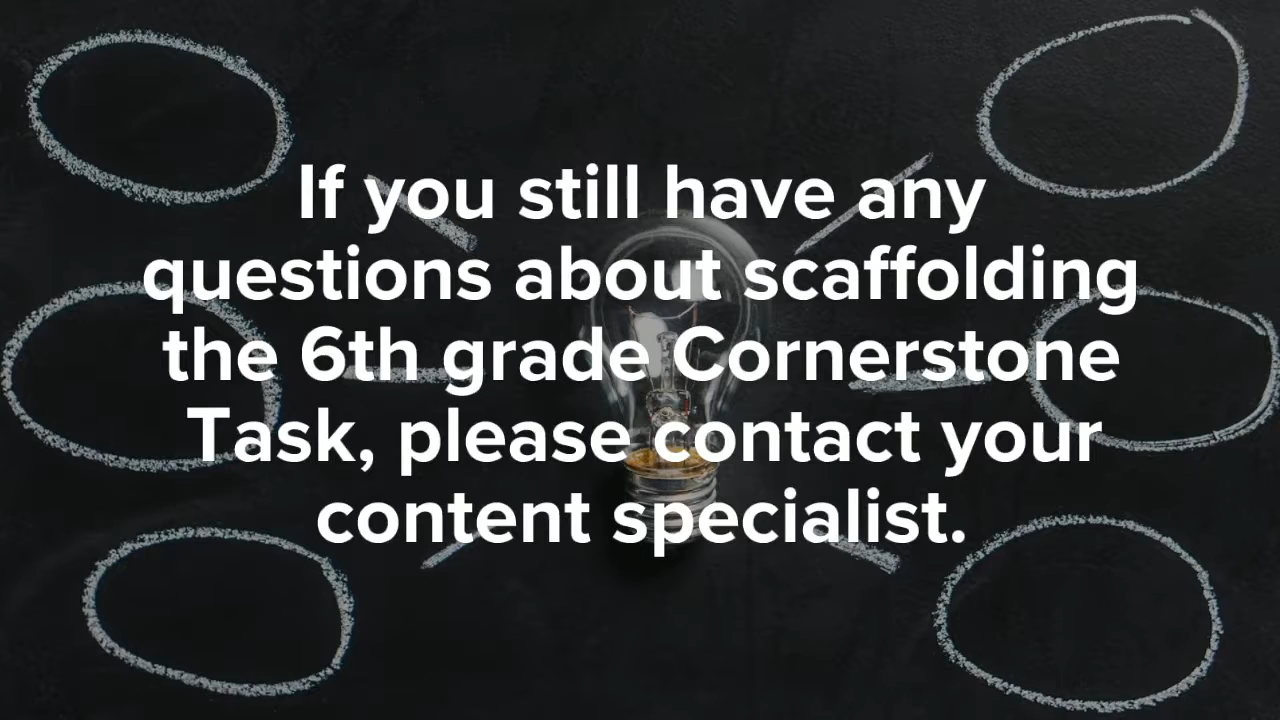 If you still have any
questions about scaffolding
the 6th grade Cornerstone
Task, please contact your
content specialist.